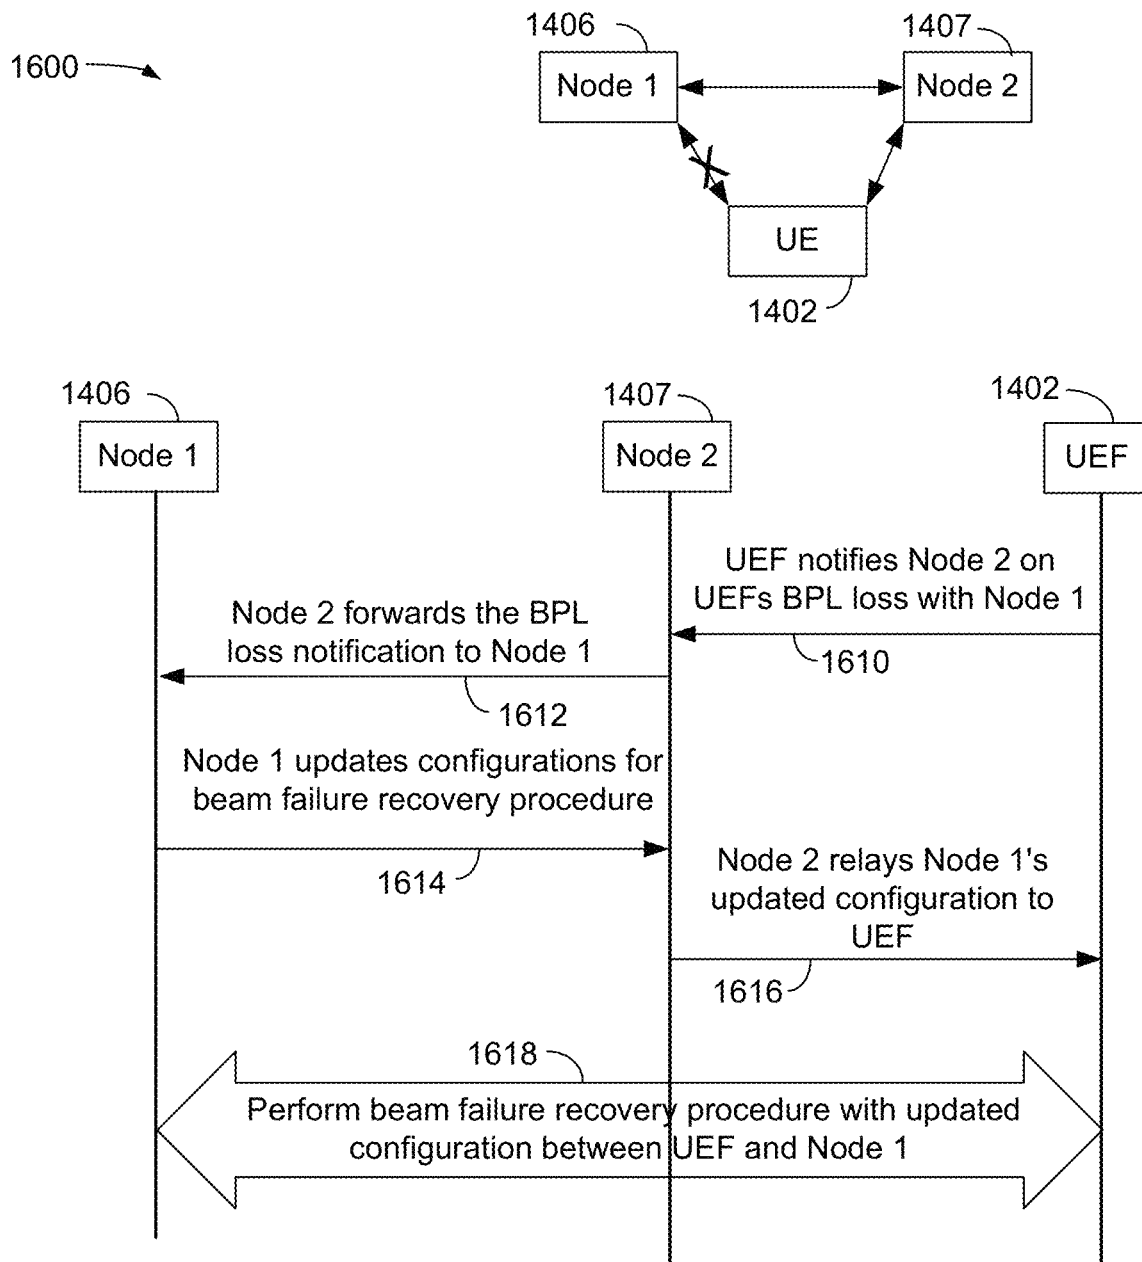 1600
1406
1407
Node 1
Node 2
UE
1402
1406
1407
1402
Node 1
Node 2
UEF
UEF notifies Node 2 on
UEFs BPL loss with Node 1
1610
Node 2 forwards the BPL
loss notification to Node 1
1612
Node 1 updates configurations for
beam failure recovery procedure
1614
Node 2 relays Node 1's
updated configuration to
UEF
1616
1618
Perform beam failure recovery procedure with updated
configuration between UEF and Node 1